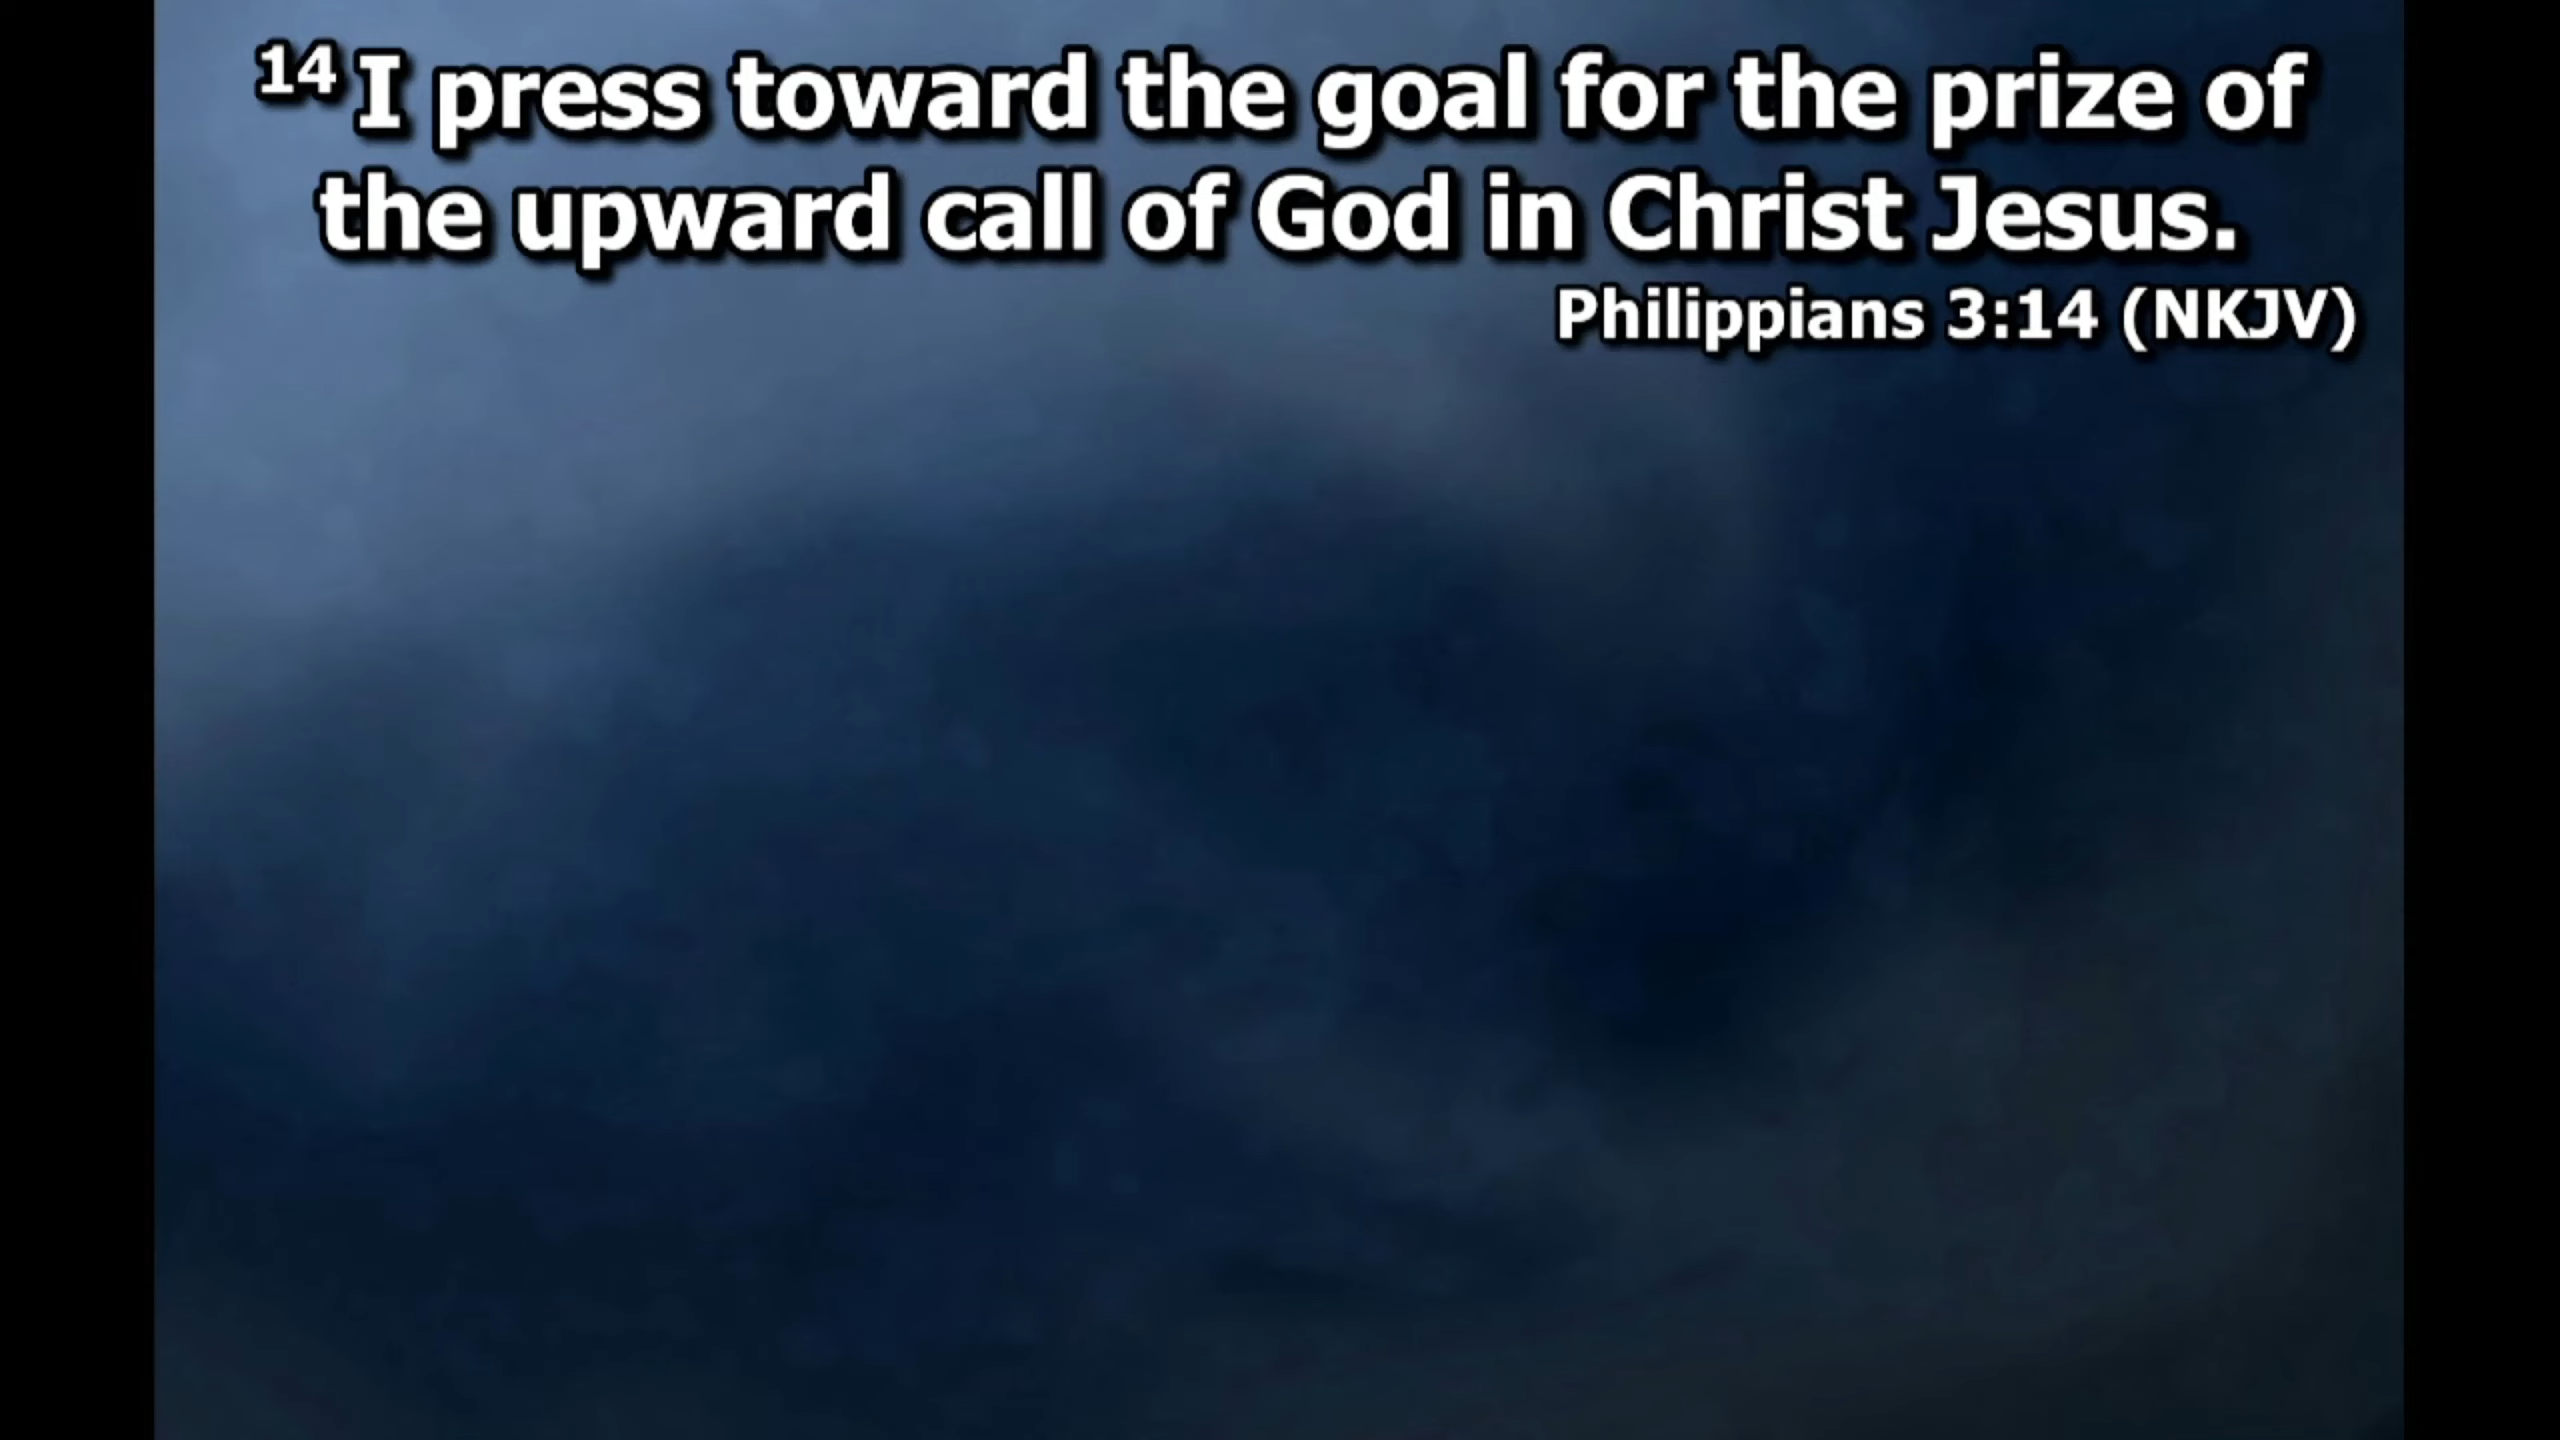 14 I press toward the goal for the prize of
the upward call of God in Christ Jesus.
Philippians 3:14 (NKJV)